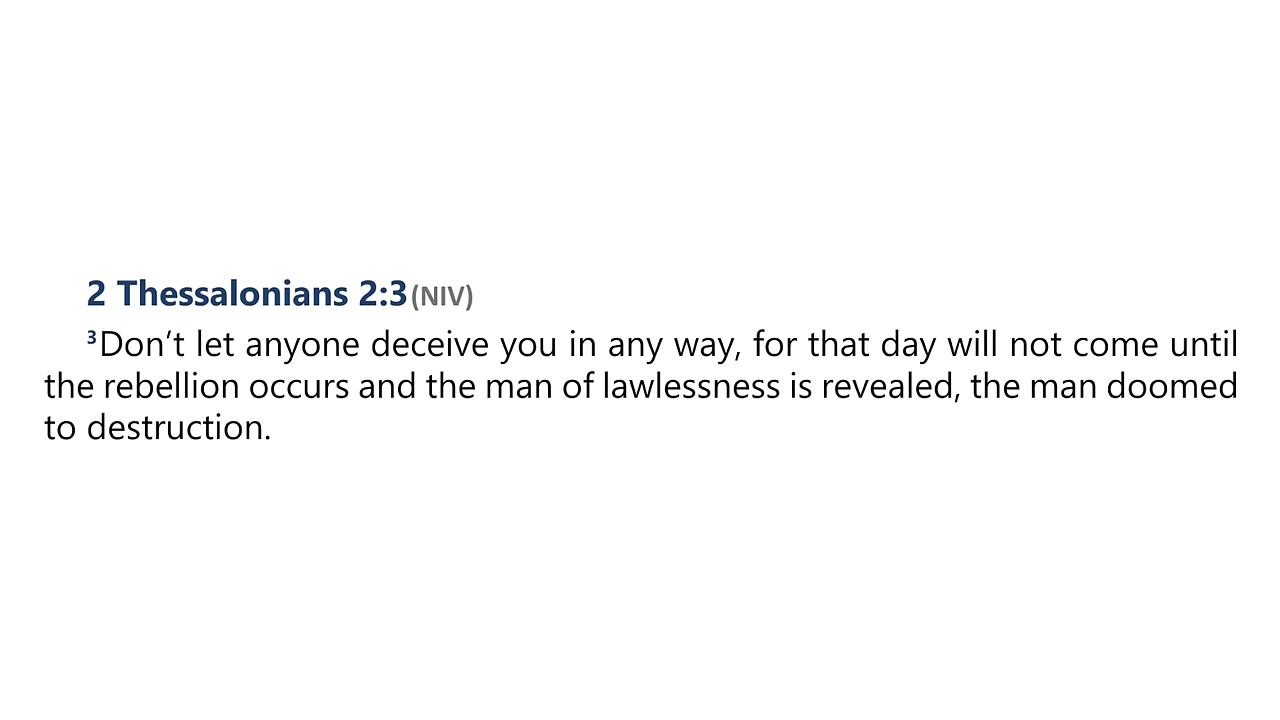 2 Thessalonians 2:3(NIV)
³Don’t let anyone deceive you in any way, for that day will not come until
the rebellion occurs and the man of lawlessness is revealed, the man doomed
to destruction.